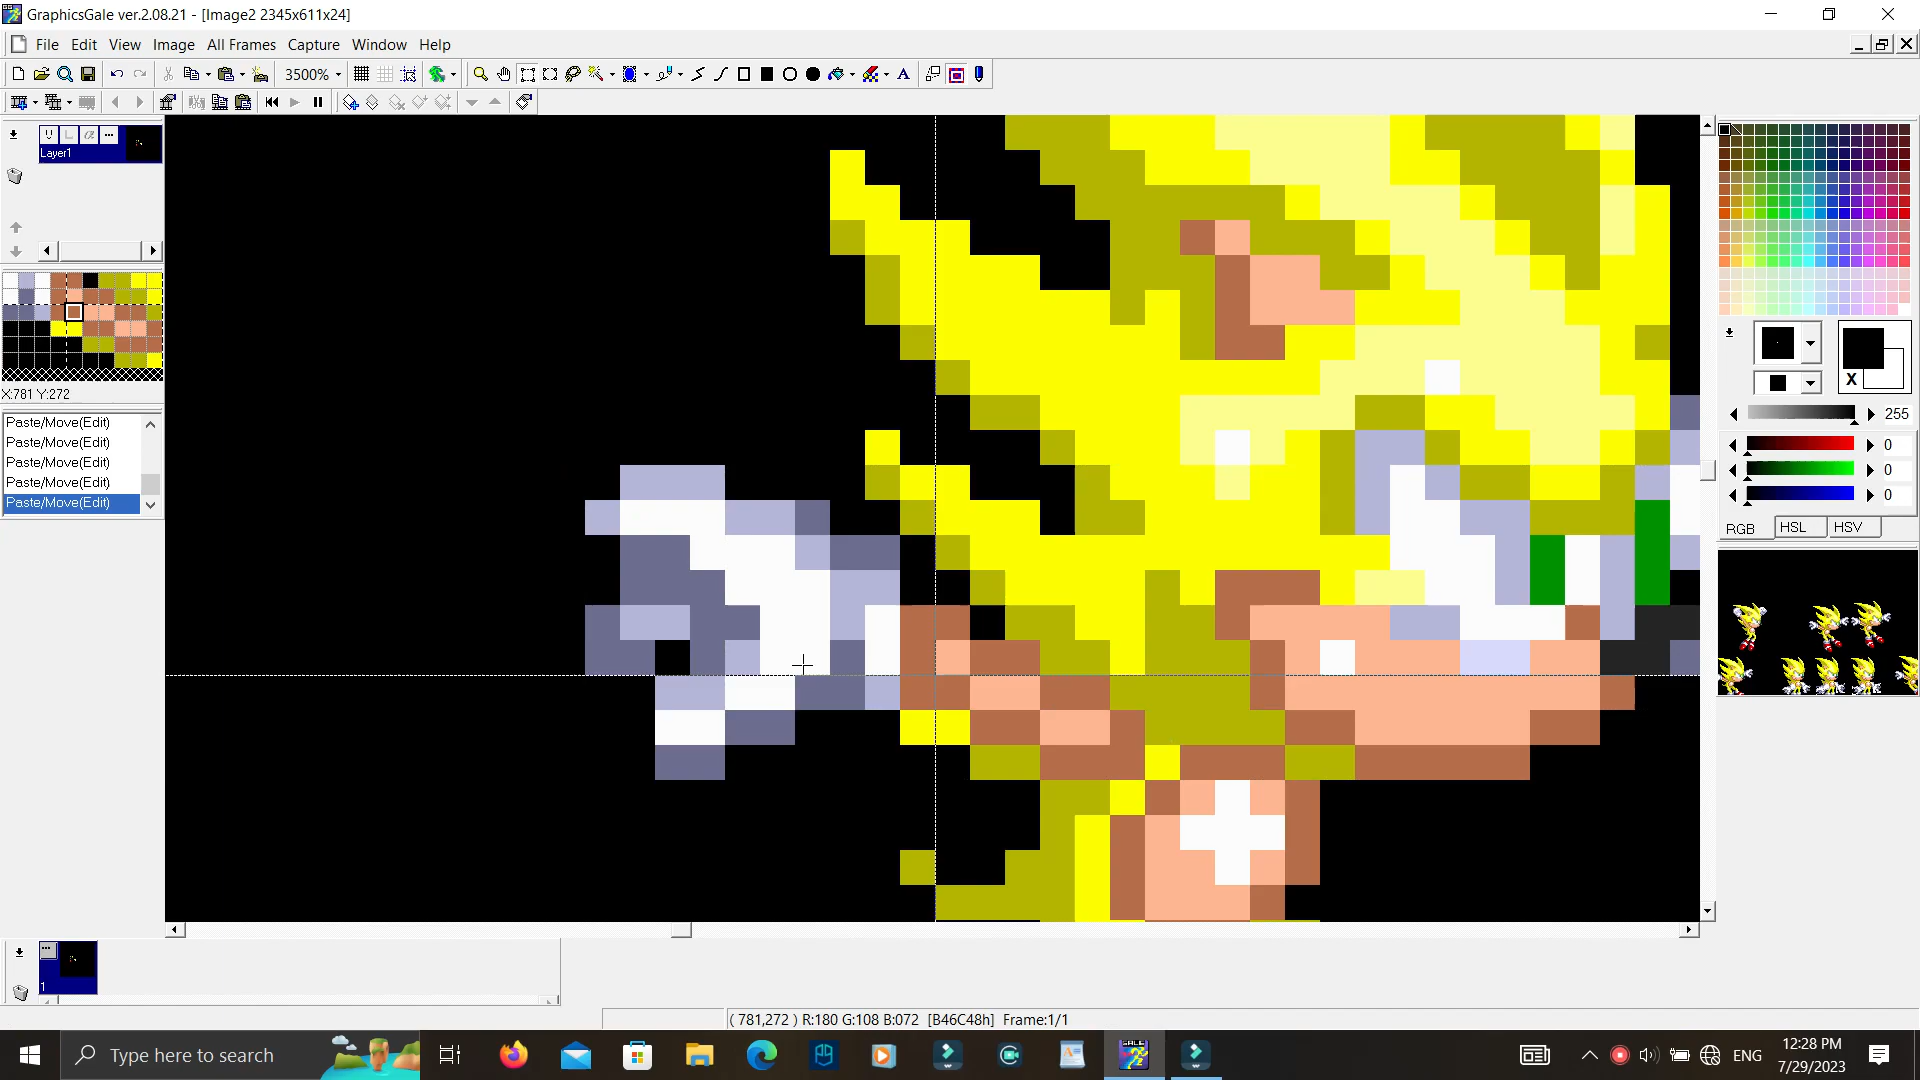 GraphicsGale ver.2.08.21 - [Image2 2345x611x24]
File Edit View Image All Frames Capture Window Help
3500%
A
Layer1
X:781 Y:272
Paste/Move(Edit)
Paste/Move(Edit)
Paste/Move(Edit)
Paste/Move(Edit)
Paste/Move(Edit)
X
255
0
0
0
RGB HSL HSV
1
( 781,272 ) R:180 G:108 B:072 [B46C48h] Frame:1/1
Type here to search
ENG
12:28 PM
7/29/2023